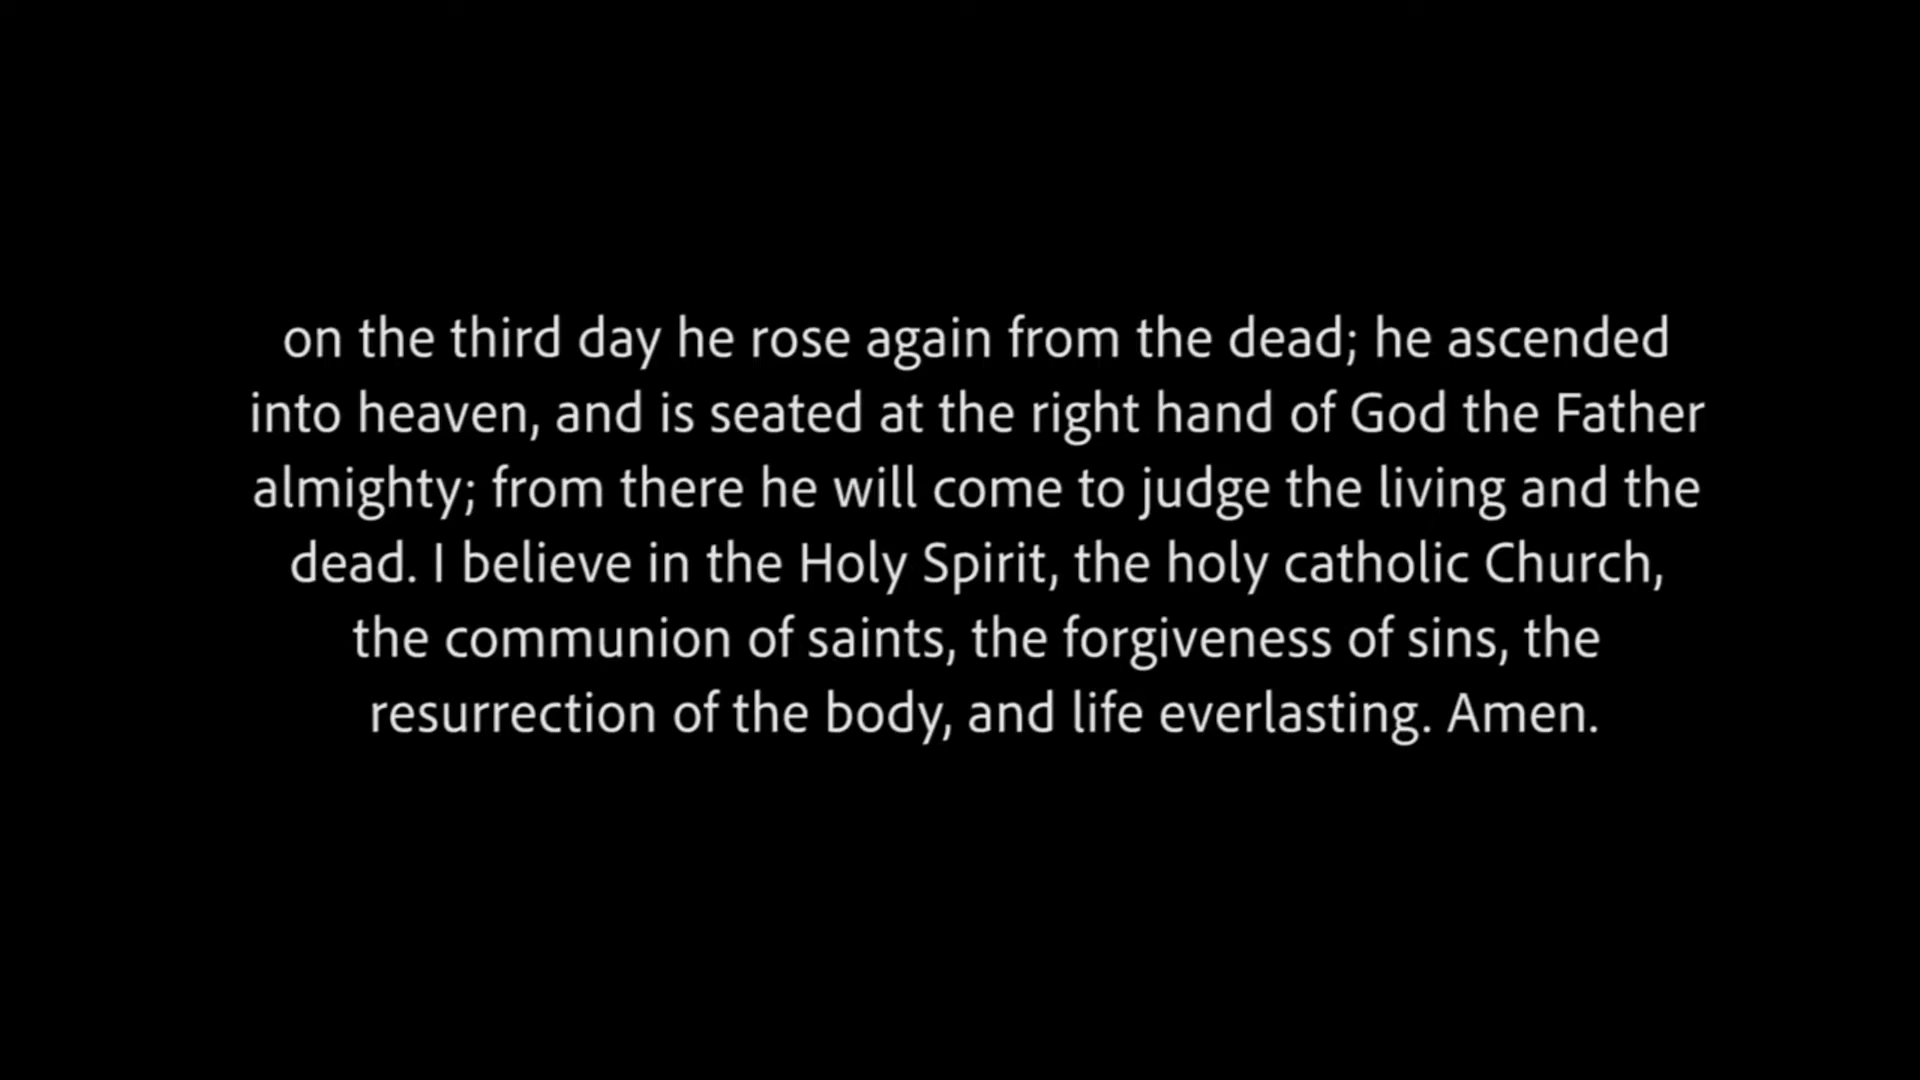 on the third day he rose again from the dead; he ascended
into heaven, and is seated at the right hand of God the Father
almighty; from there he will come to judge the living and the
dead. I believe in the Holy Spirit, the holy catholic Church,
the communion of saints, the forgiveness of sins, the
resurrection of the body, and life everlasting. Amen.